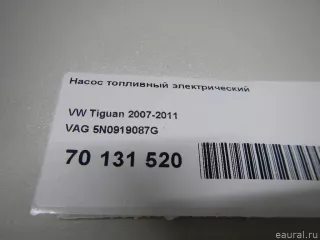 Насос топливный электрический
VW Tiguan 2007-2011
VAG 5N0919087G
70 131 520
eaural.ru